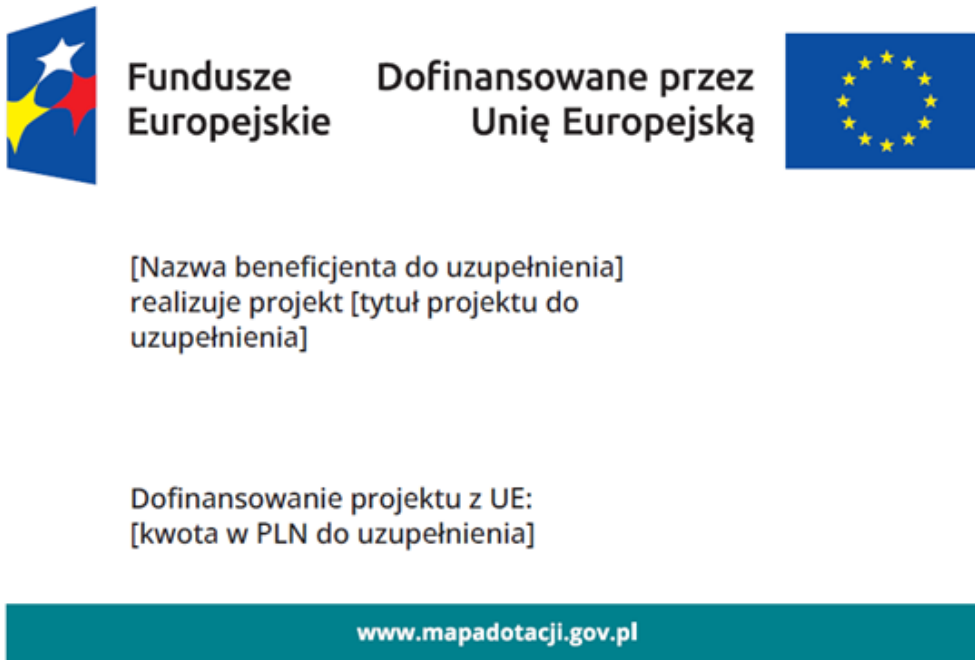 Fundusze
Europejskie
Dofinansowane przez
Unię Europejską
[Nazwa beneficjenta do uzupełnienia]
realizuje projekt [tytuł projektu do
uzupełnienia]
Dofinansowanie projektu z UE:
[kwota w PLN do uzupełnienia]
www.mapadotacji.gov.pl